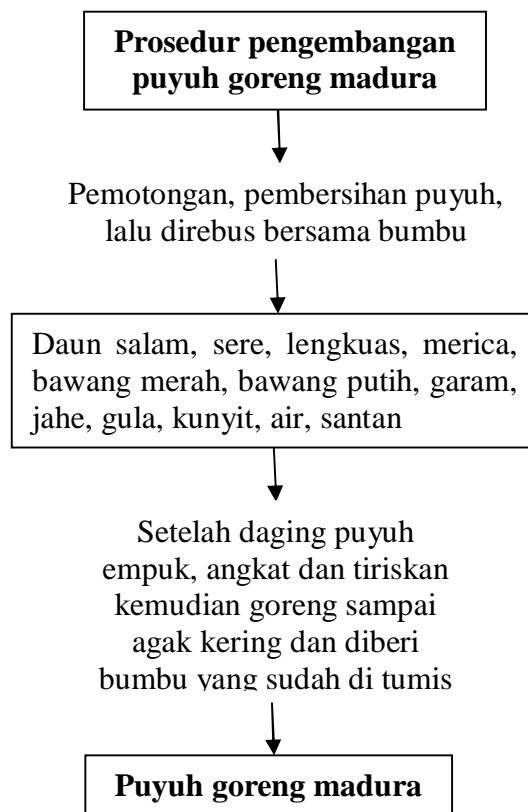 Prosedur pengembangan
puyuh goreng madura
Pemotongan, pembersihan puyuh,
lalu direbus bersama bumbu
Daun salam, sere, lengkuas, merica,
bawang merah, bawang putih, garam,
jahe, gula, kunyit, air, santan
Setelah daging puyuh
empuk, angkat dan tiriskan
kemudian goreng sampai
agak kering dan diberi
bumbu yang sudah di tumis
Puyuh goreng madura